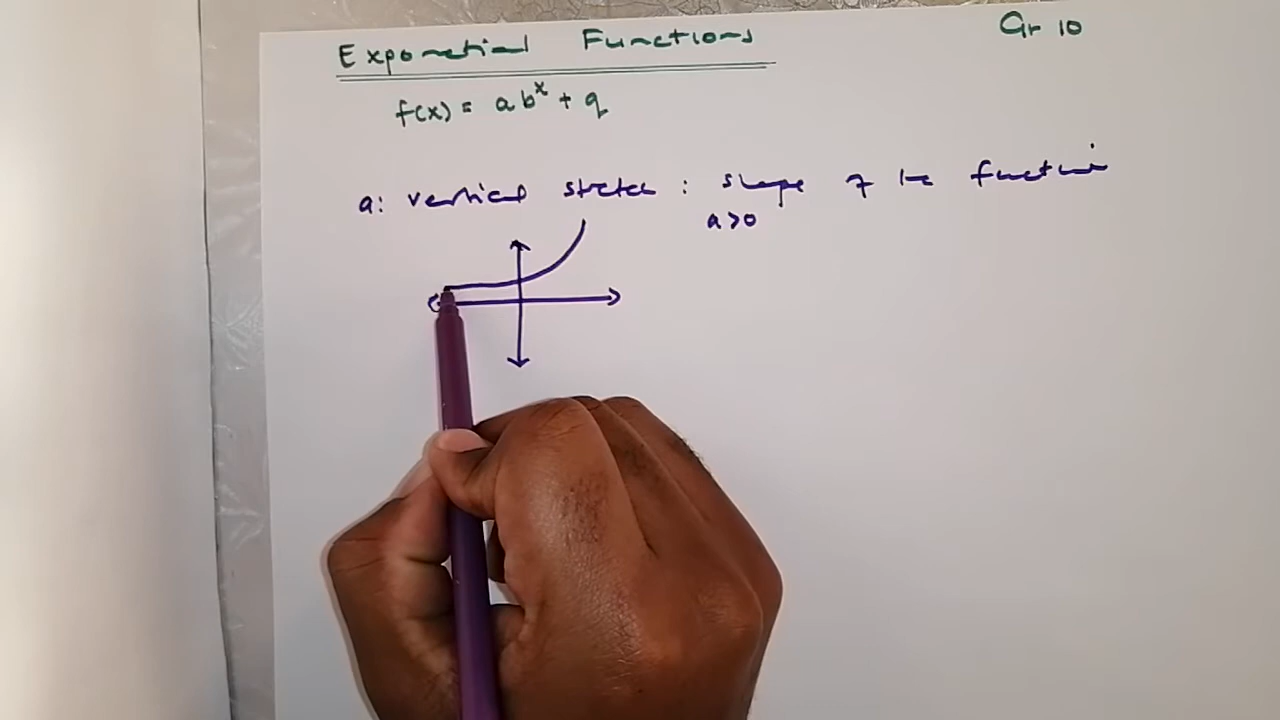 Exponential Functions
Gr 10
f(x) = ab^x + q
a: vertical stretch : shape of the function
a>0